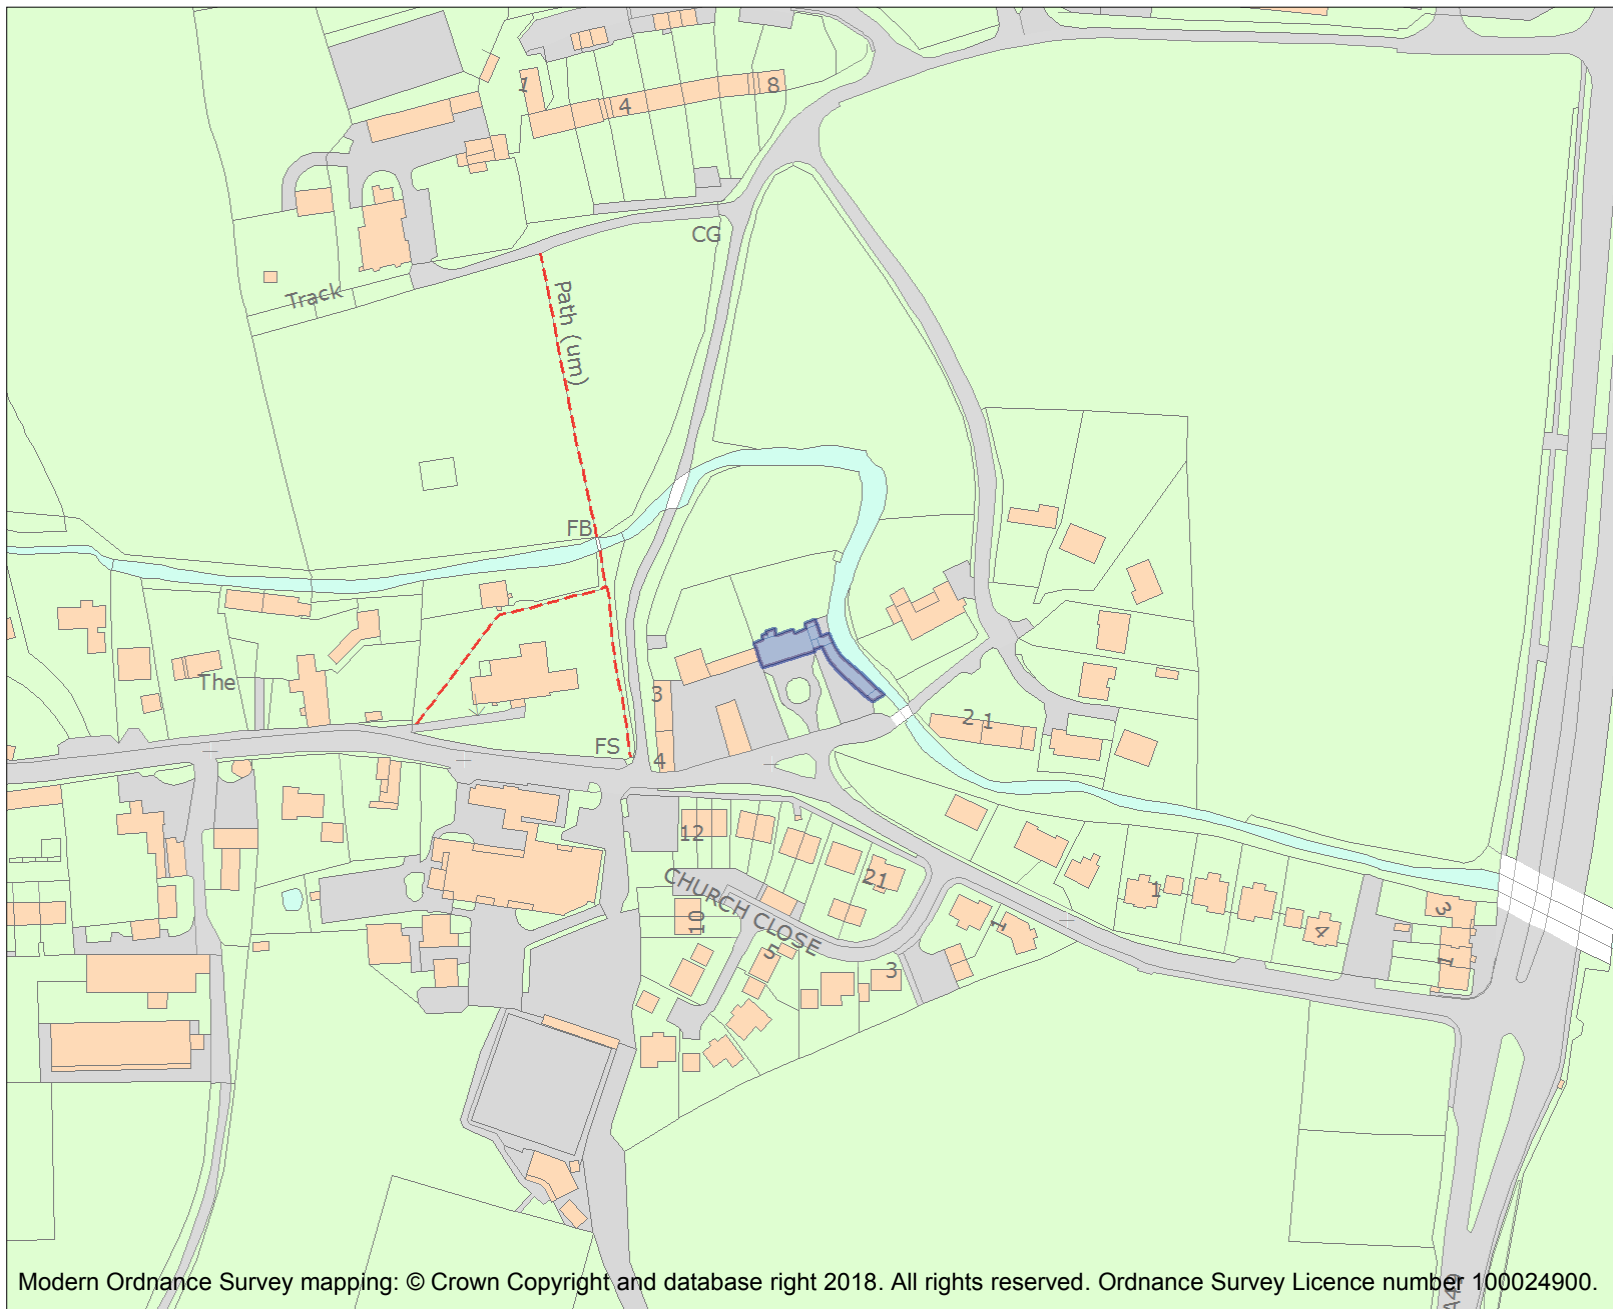 1
4
8
CG
Track
Path (um)
FB
The
3
2 1
FS
4
12
21
CHURCH CLOSE
10
1
5
3
1
4
3
1
Modern Ordnance Survey mapping: © Crown Copyright and database right 2018. All rights reserved. Ordnance Survey Licence number 100024900.